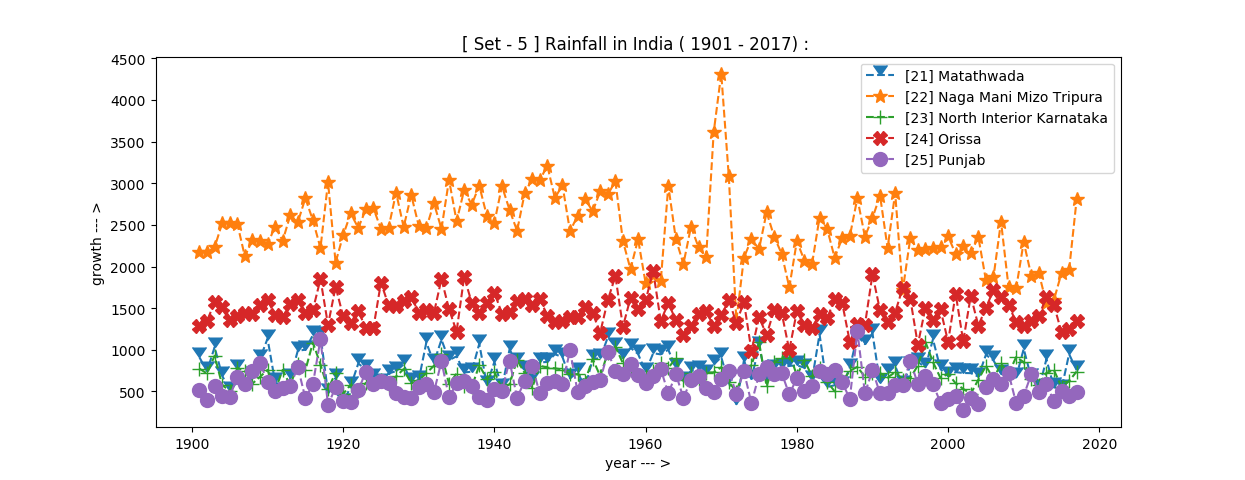 [ Set - 5 ] Rainfall in India ( 1901 - 2017) :
4500
4000
3500
3000
2500
2000
1500
1000
500
growth --- >
[21] Matathwada
[22] Naga Mani Mizo Tripura
[23] North Interior Karnataka
[24] Orissa
[25] Punjab
1900 1920 1940 1960 1980 2000 2020
year --- >